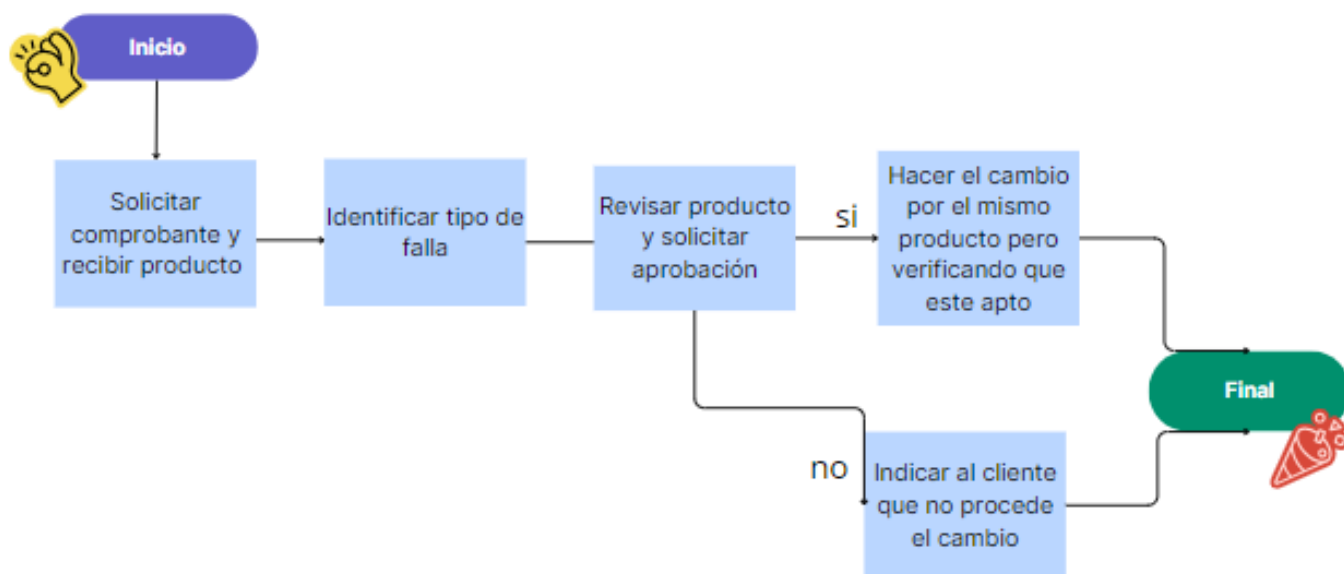 Inicio
Solicitar
comprobante y
recibir producto
Identificar tipo de
falla
Revisar producto
y solicitar
aprobación
si
Hacer el cambio
por el mismo
producto pero
verificando que
este apto
no
Indicar al cliente
que no procede
el cambio
Final